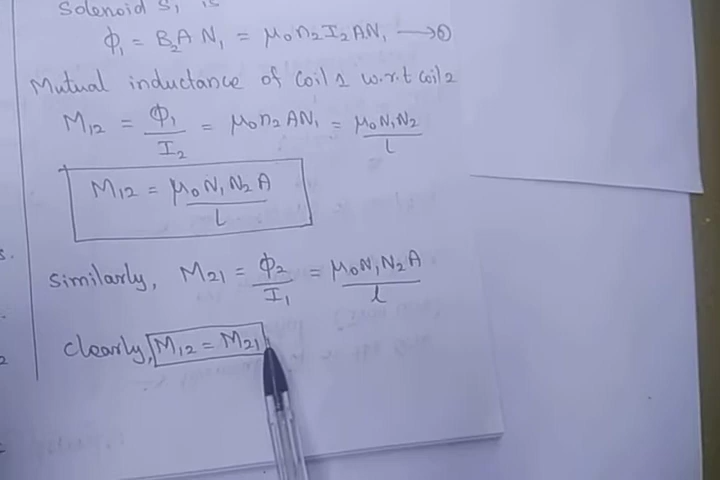 Solenoid S₁ is
ϕ₁ = B₂A N₁ = μ₀n₂I₂AN₁ →
Mutual inductance of coil 1 w.r.t coil 2
M₁₂ = ϕ₁/I₂ = μ₀n₂AN₁ = μ₀N₁N₂/l
M₁₂ = μ₀N₁N₂A/l
Similarly, M₂₁ = ϕ₂/I₁ = μ₀N₁N₂A/l
Clearly, M₁₂ = M₂₁